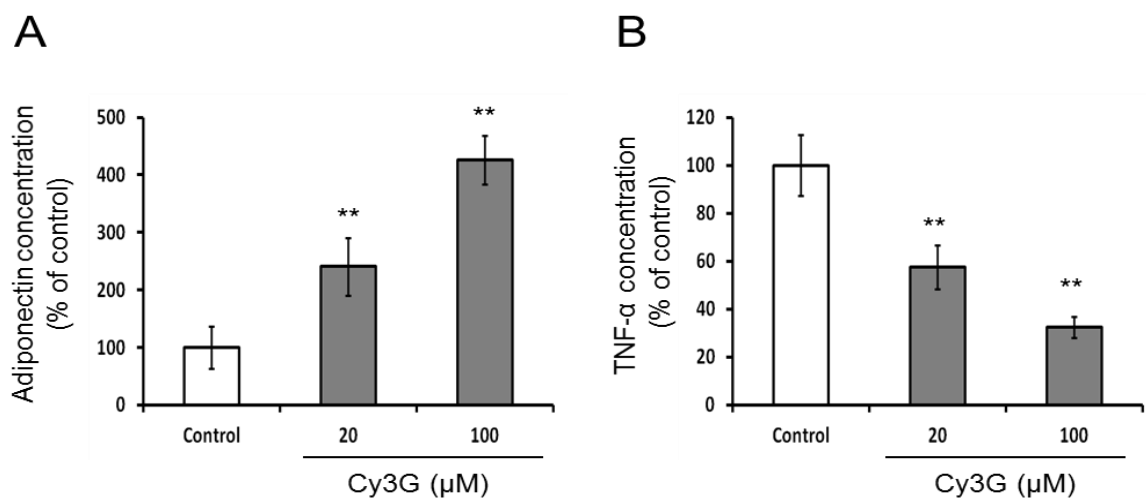 A
Adiponectin concentration
(% of control)
500
400
300
200
100
0
**
**
Control
20
100
Cy3G (µM)
B
TNF-α concentration
(% of control)
120
100
80
60
40
20
0
**
**
Control
20
100
Cy3G (µM)